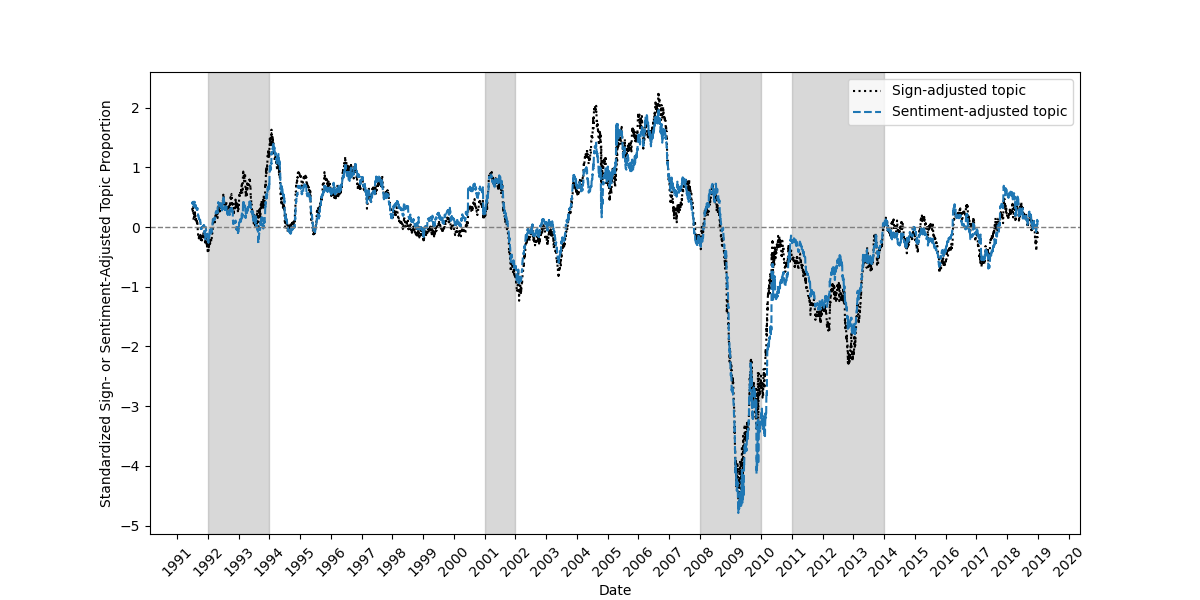 Sign-adjusted topic
Sentiment-adjusted topic
Standardized Sign- or Sentiment-Adjusted Topic Proportion
2
1
0
−1
−2
−3
−4
−5
1991 1992 1993 1994 1995 1996 1997 1998 1999 2000 2001 2002 2003 2004 2005 2006 2007 2008 2009 2010 2011 2012 2013 2014 2015 2016 2017 2018 2019 2020
Date